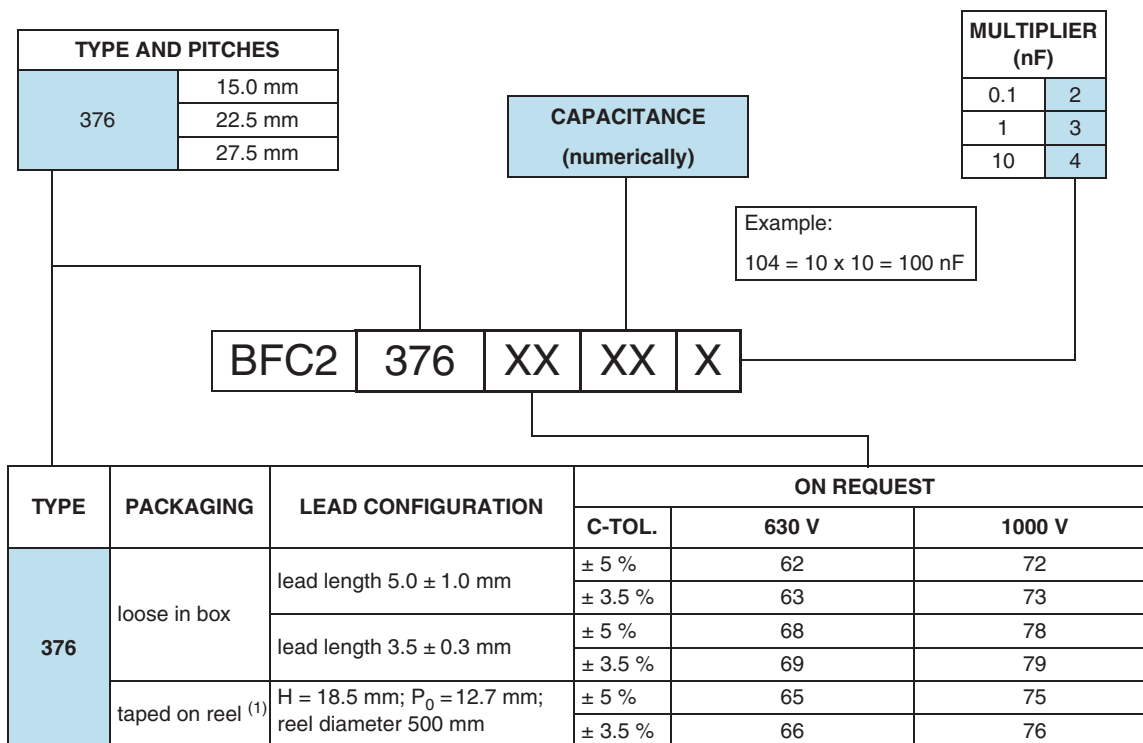 TYPE AND PITCHES
376
15.0 mm
22.5 mm
27.5 mm
CAPACITANCE
(numerically)
MULTIPLIER
(nF)
0.1 2
1 3
10 4
Example:
104 = 10 x 10 = 100 nF
BFC2 376 XX XX X
TYPE PACKAGING LEAD CONFIGURATION ON REQUEST
C-TOL. 630 V 1000 V
376
loose in box
lead length 5.0 ± 1.0 mm
± 5 % 62 72
± 3.5 % 63 73
lead length 3.5 ± 0.3 mm
± 5 % 68 78
± 3.5 % 69 79
taped on reel (1)
H = 18.5 mm; P0 = 12.7 mm;
reel diameter 500 mm
± 5 % 65 75
± 3.5 % 66 76